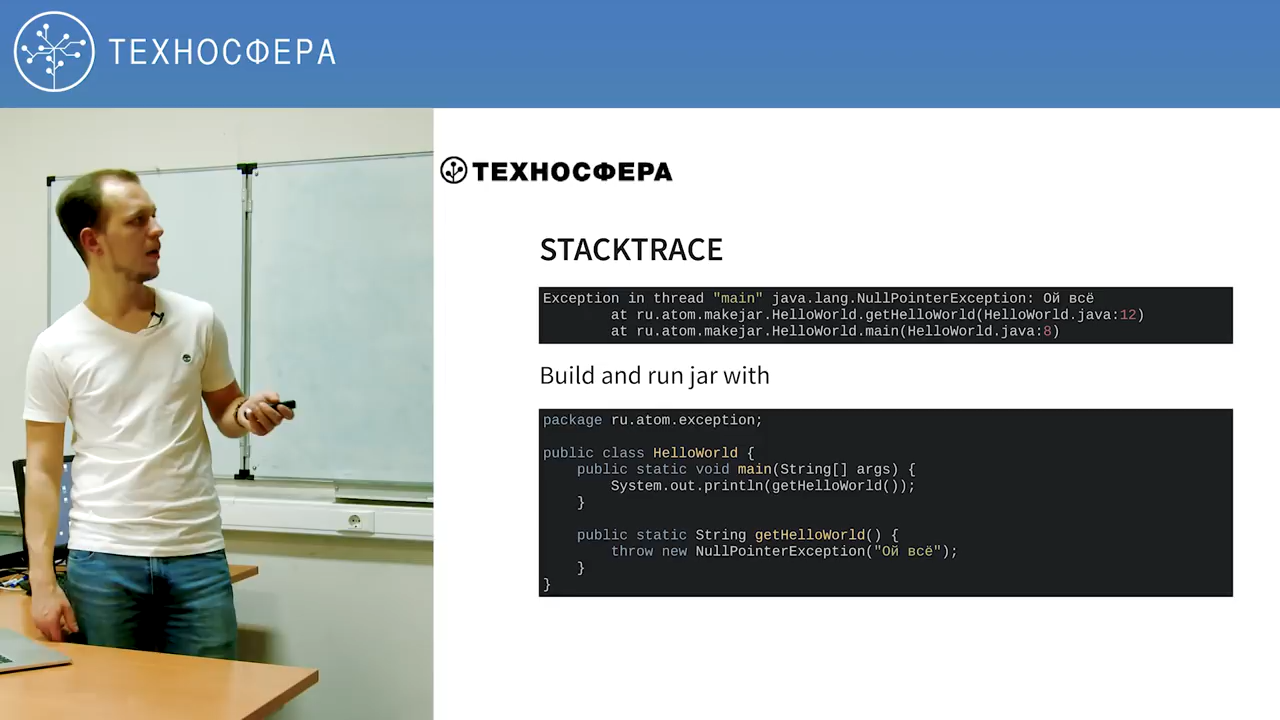 ТЕХНОСФЕРА
ТЕХНОСФЕРА
STACKTRACE
Exception in thread "main" java.lang.NullPointerException: Ой всё
at ru.atom.makejar.HelloWorld.getHelloWorld(HelloWorld.java:12)
at ru.atom.makejar.HelloWorld.main(HelloWorld.java:8)
Build and run jar with
package ru.atom.exception;
public class HelloWorld {
public static void main(String[] args) {
System.out.println(getHelloWorld());
}
public static String getHelloWorld() {
throw new NullPointerException("Ой всё");
}
}